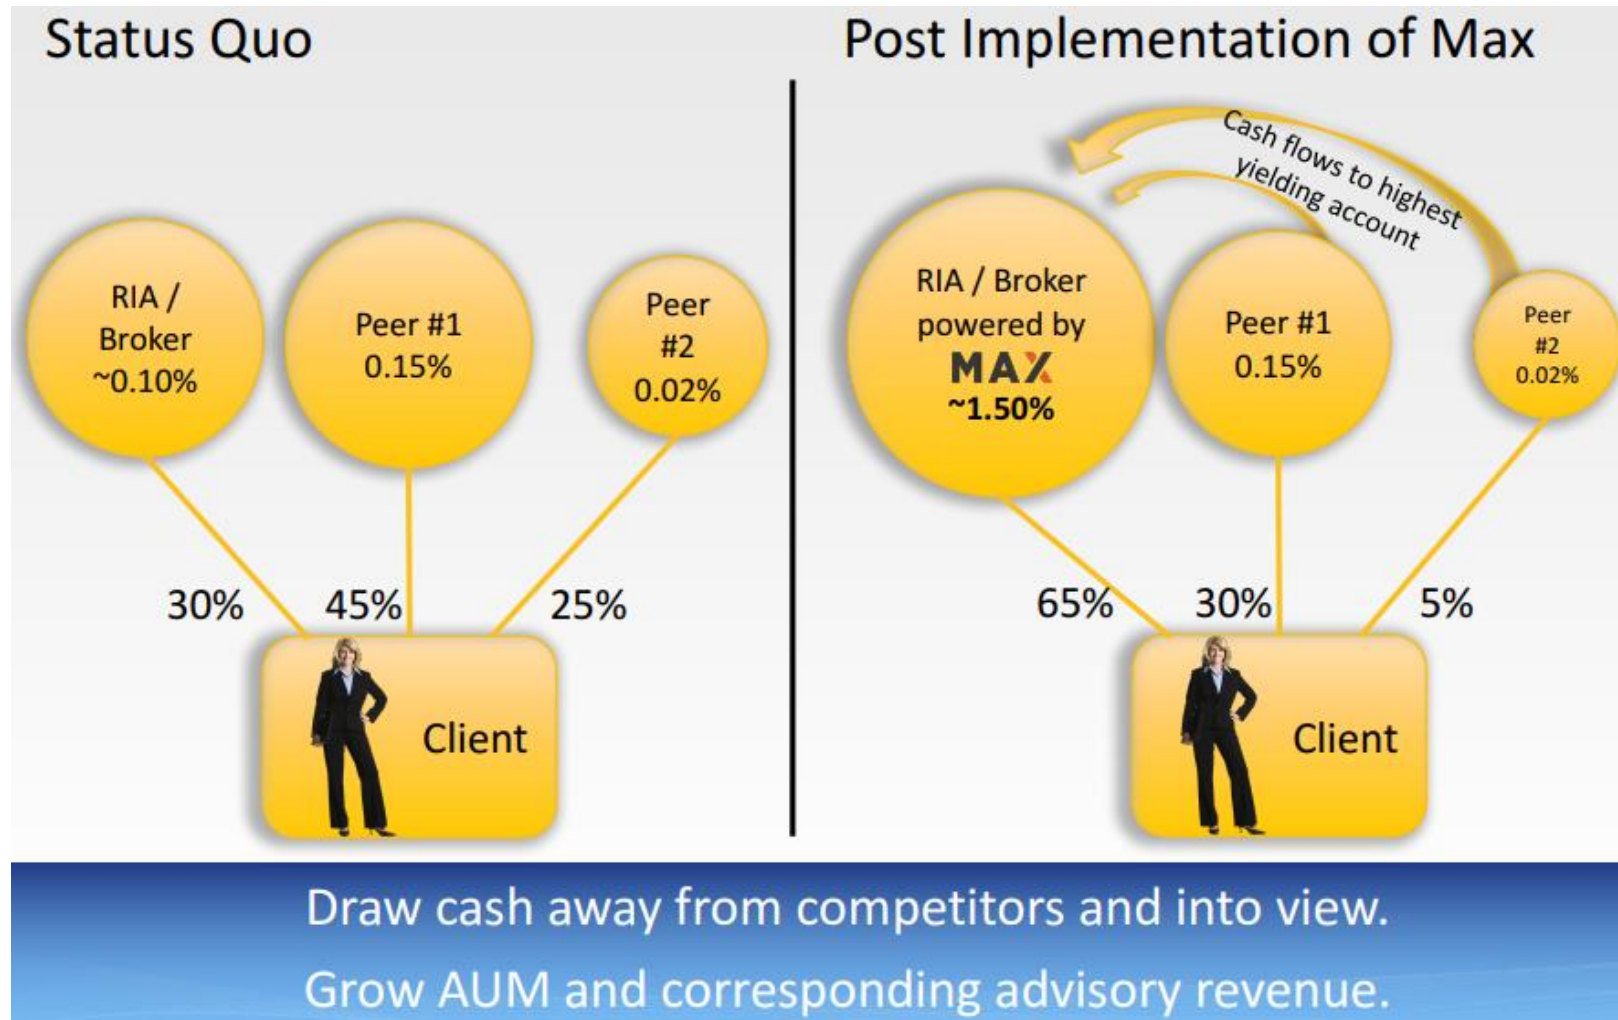 Status Quo
Post Implementation of Max
RIA /
Broker
~0.10%
Peer #1
0.15%
Peer
#2
0.02%
30%
45%
25%
Client
Cash flows to highest
yielding account
RIA / Broker
powered by
MAX
~1.50%
Peer #1
0.15%
Peer
#2
0.02%
65%
30%
5%
Client
Draw cash away from competitors and into view.
Grow AUM and corresponding advisory revenue.